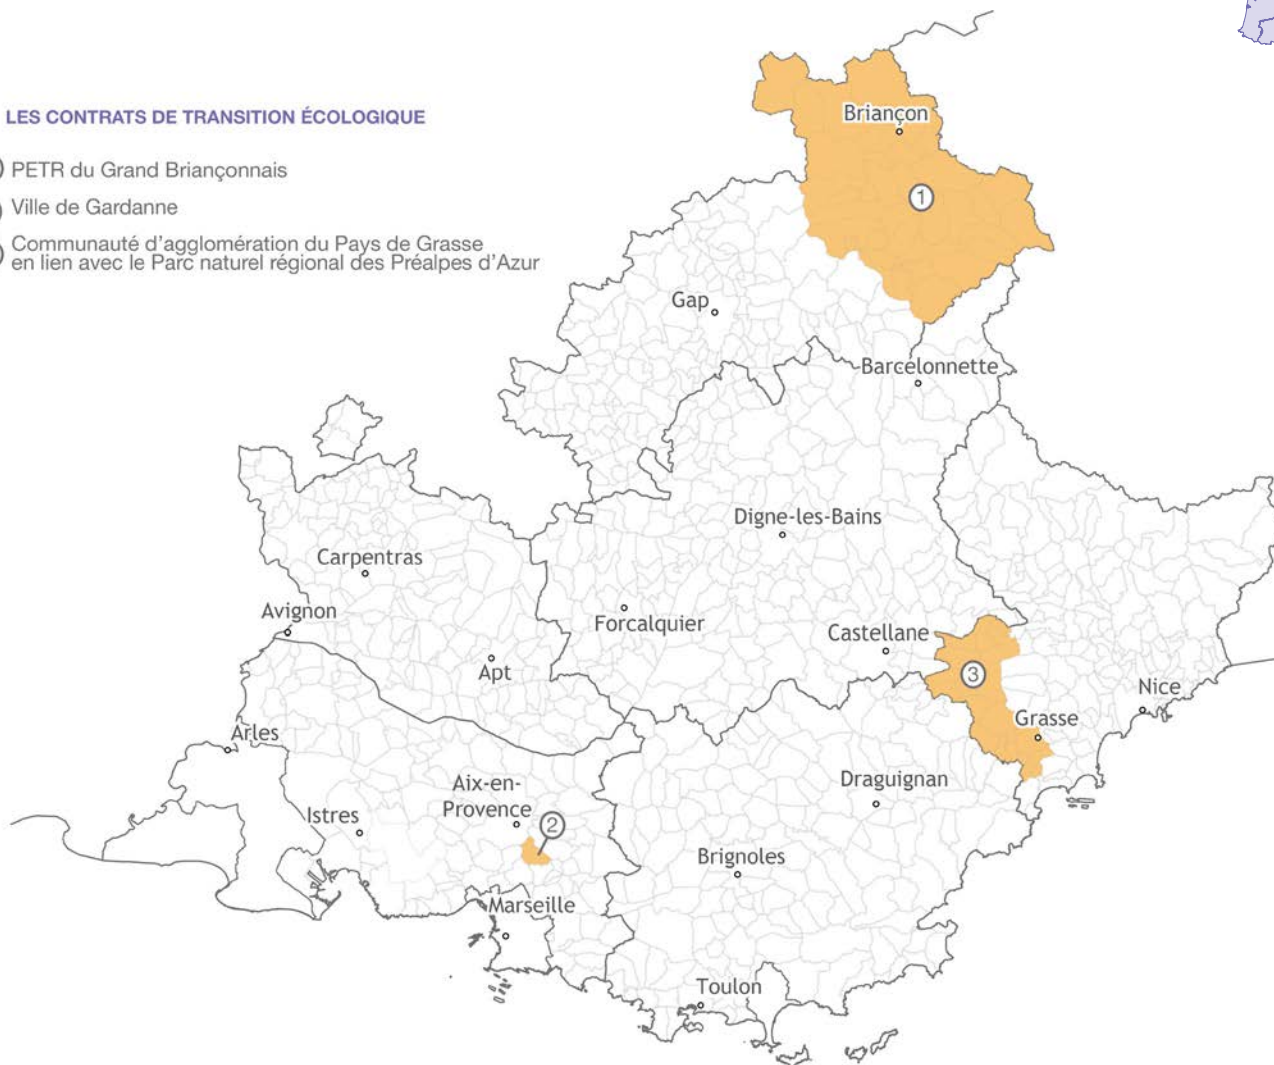 LES CONTRATS DE TRANSITION ÉCOLOGIQUE
PETR du Grand Briançonnais
Ville de Gardanne
Communauté d'agglomération du Pays de Grasse
en lien avec le Parc naturel régional des Préalpes d'Azur
Briançon
1
Gap
Barcelonnette
Digne-les-Bains
Carpentras
Avignon
Forcalquier
Castellane
Apt
3
Nice
Grasse
Arles
Aix-en-
Provence
Draguignan
Istres
2
Brignoles
Marseille
Toulon